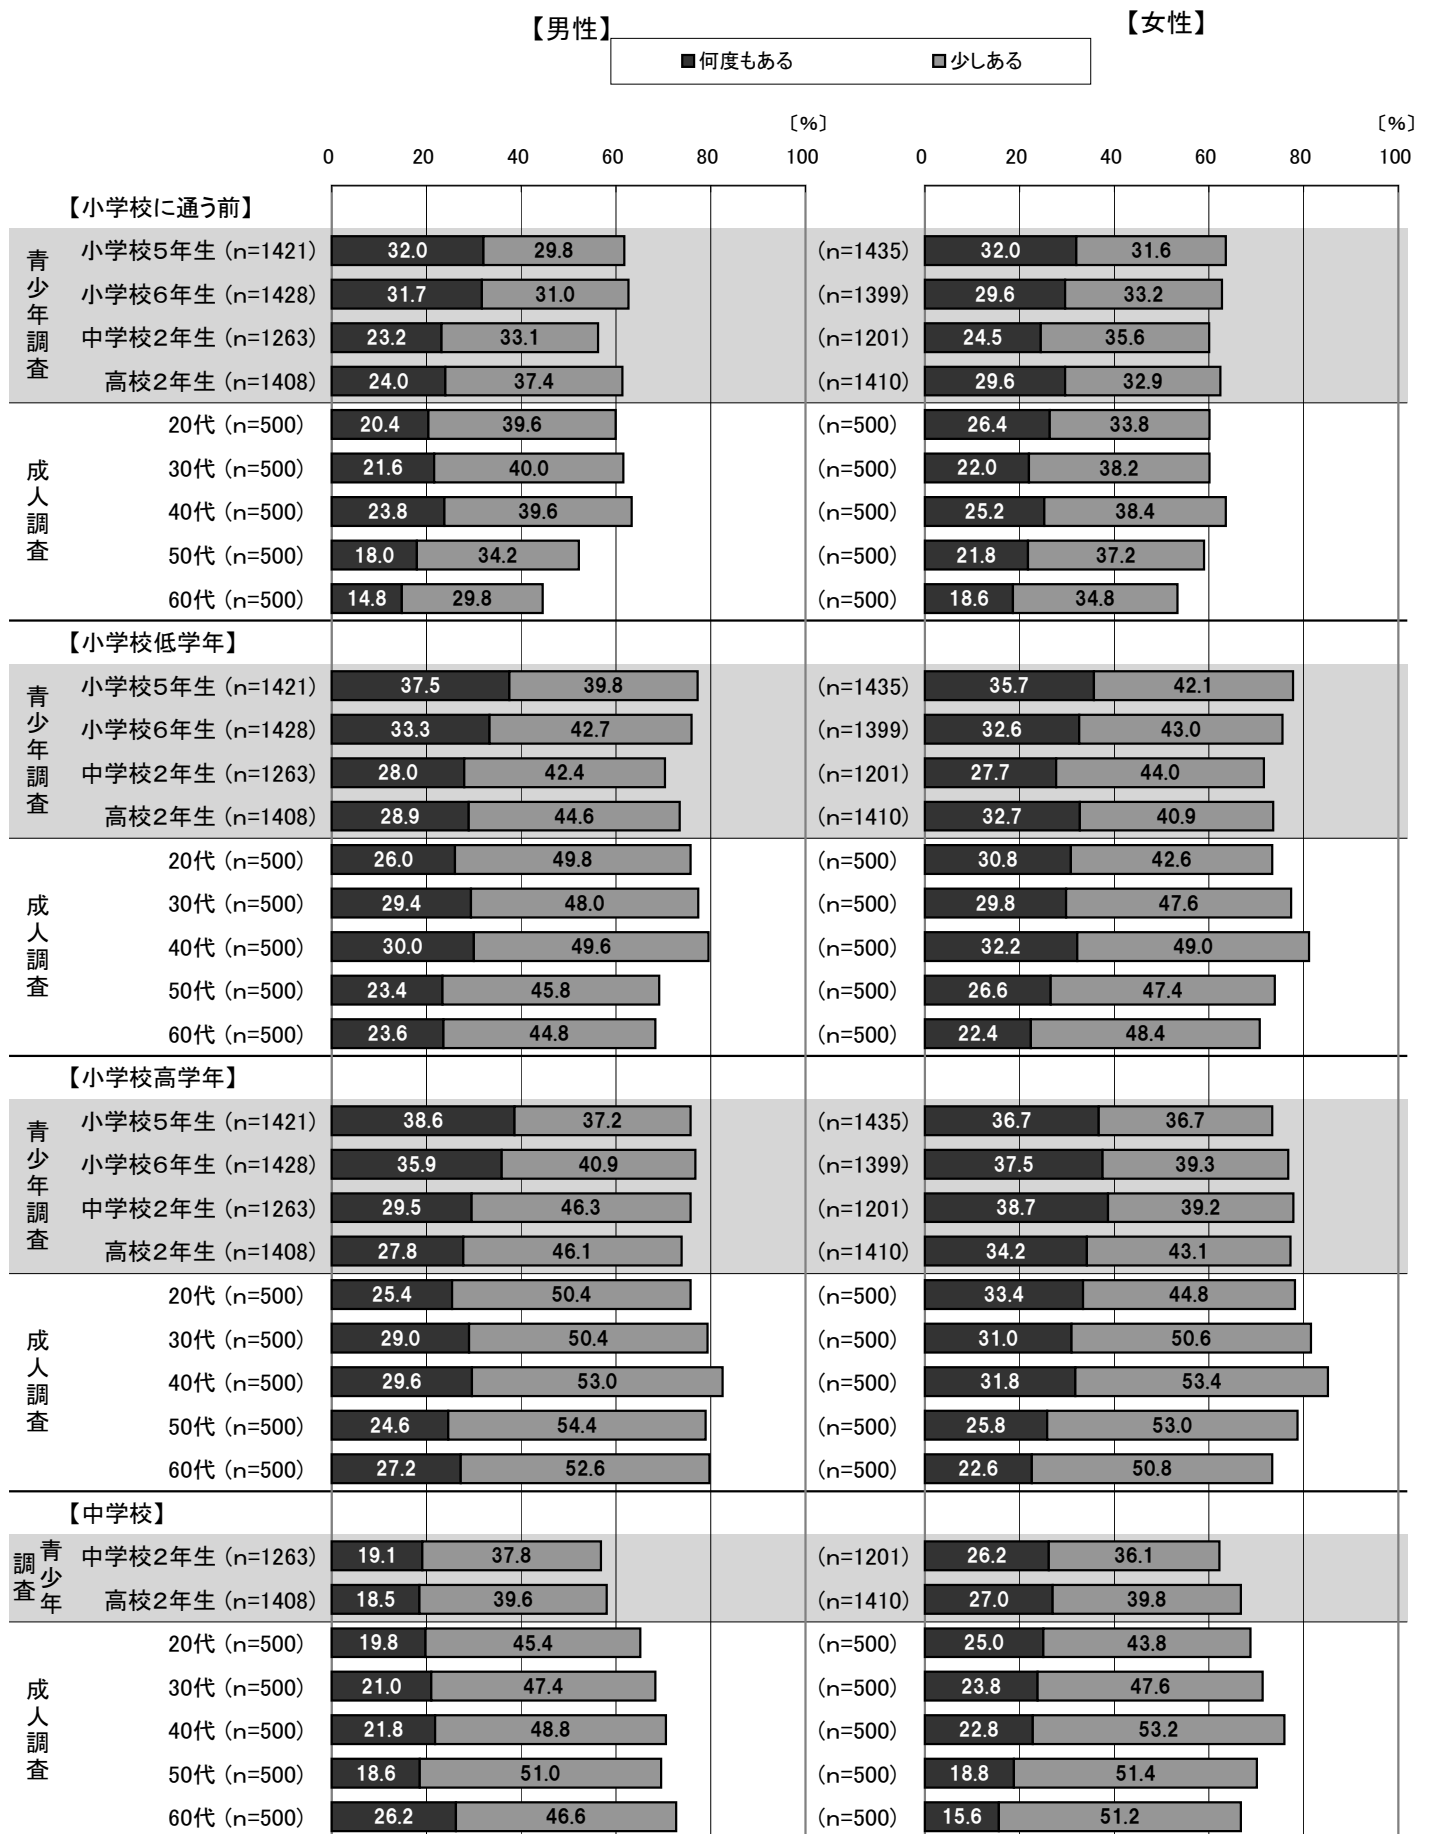 【男性】
【女性】
■何度もある ■少しある
〔%〕 〔%〕
0 20 40 60 80 100 0 20 40 60 80 100
【小学校に通う前】
青少年調査
小学校5年生 (n=1421) 32.0 29.8 (n=1435) 32.0 31.6
小学校6年生 (n=1428) 31.7 31.0 (n=1399) 29.6 33.2
中学校2年生 (n=1263) 23.2 33.1 (n=1201) 24.5 35.6
高校2年生 (n=1408) 24.0 37.4 (n=1410) 29.6 32.9
成人調査
20代 (n=500) 20.4 39.6 (n=500) 26.4 33.8
30代 (n=500) 21.6 40.0 (n=500) 22.0 38.2
40代 (n=500) 23.8 39.6 (n=500) 25.2 38.4
50代 (n=500) 18.0 34.2 (n=500) 21.8 37.2
60代 (n=500) 14.8 29.8 (n=500) 18.6 34.8
【小学校低学年】
青少年調査
小学校5年生 (n=1421) 37.5 39.8 (n=1435) 35.7 42.1
小学校6年生 (n=1428) 33.3 42.7 (n=1399) 32.6 43.0
中学校2年生 (n=1263) 28.0 42.4 (n=1201) 27.7 44.0
高校2年生 (n=1408) 28.9 44.6 (n=1410) 32.7 40.9
成人調査
20代 (n=500) 26.0 49.8 (n=500) 30.8 42.6
30代 (n=500) 29.4 48.0 (n=500) 29.8 47.6
40代 (n=500) 30.0 49.6 (n=500) 32.2 49.0
50代 (n=500) 23.4 45.8 (n=500) 26.6 47.4
60代 (n=500) 23.6 44.8 (n=500) 22.4 48.4
【小学校高学年】
青少年調査
小学校5年生 (n=1421) 38.6 37.2 (n=1435) 36.7 36.7
小学校6年生 (n=1428) 35.9 40.9 (n=1399) 37.5 39.3
中学校2年生 (n=1263) 29.5 46.3 (n=1201) 38.7 39.2
高校2年生 (n=1408) 27.8 46.1 (n=1410) 34.2 43.1
成人調査
20代 (n=500) 25.4 50.4 (n=500) 33.4 44.8
30代 (n=500) 29.0 50.4 (n=500) 31.0 50.6
40代 (n=500) 29.6 53.0 (n=500) 31.8 53.4
50代 (n=500) 24.6 54.4 (n=500) 25.8 53.0
60代 (n=500) 27.2 52.6 (n=500) 22.6 50.8
【中学校】
青少年調査
中学校2年生 (n=1263) 19.1 37.8 (n=1201) 26.2 36.1
高校2年生 (n=1408) 18.5 39.6 (n=1410) 27.0 39.8
成人調査
20代 (n=500) 19.8 45.4 (n=500) 25.0 43.8
30代 (n=500) 21.0 47.4 (n=500) 23.8 47.6
40代 (n=500) 21.8 48.8 (n=500) 22.8 53.2
50代 (n=500) 18.6 51.0 (n=500) 18.8 51.4
60代 (n=500) 26.2 46.6 (n=500) 15.6 51.2